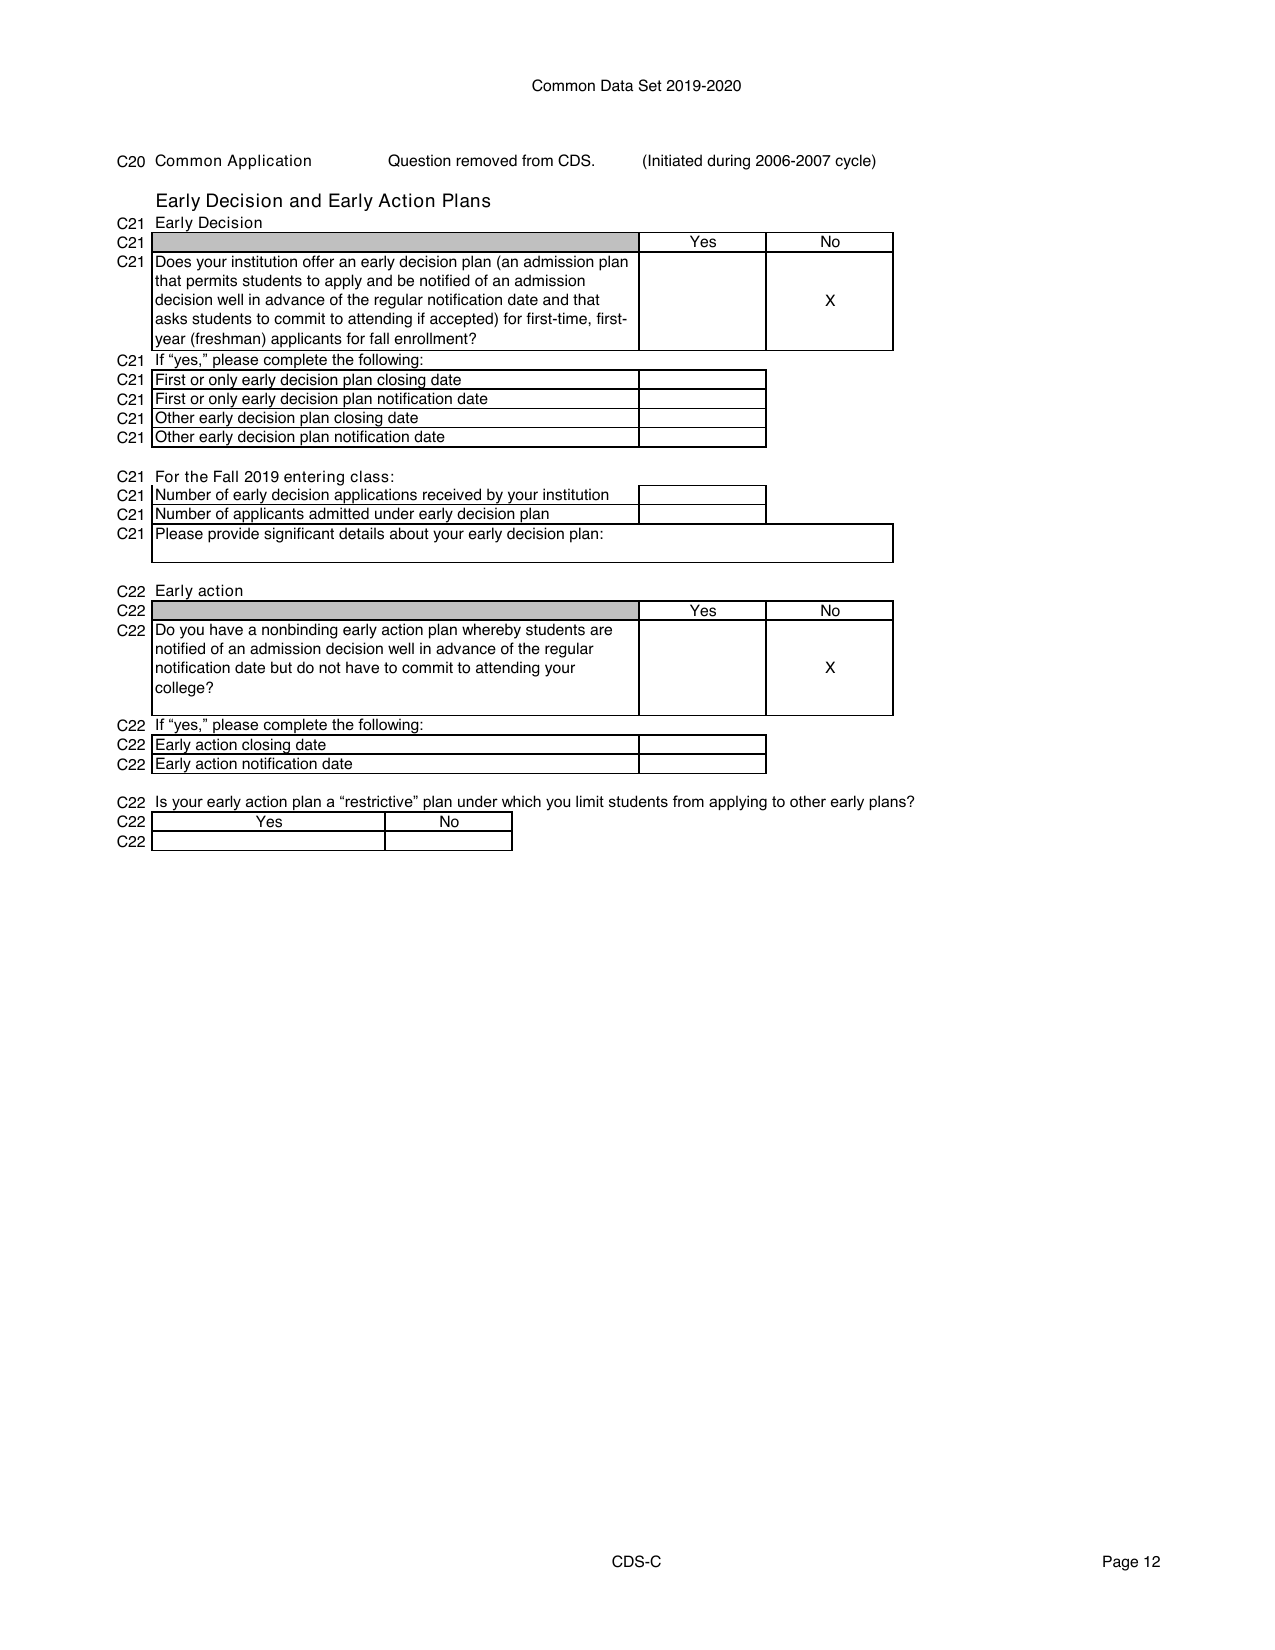 Common Data Set 2019-2020
C20 Common Application Question removed from CDS. (Initiated during 2006-2007 cycle)
Early Decision and Early Action Plans
C21 Early Decision
C21 Yes No
C21 Does your institution offer an early decision plan (an admission plan
that permits students to apply and be notified of an admission
decision well in advance of the regular notification date and that
X
asks students to commit to attending if accepted) for first-time, first-
year (freshman) applicants for fall enrollment?
C21 If “yes,” please complete the following:
C21 First or only early decision plan closing date
C21 First or only early decision plan notification date
C21 Other early decision plan closing date
C21 Other early decision plan notification date
C21 For the Fall 2019 entering class:
C21 Number of early decision applications received by your institution
C21 Number of applicants admitted under early decision plan
C21 Please provide significant details about your early decision plan:
C22 Early action
C22 Yes No
C22 Do you have a nonbinding early action plan whereby students are
notified of an admission decision well in advance of the regular
notification date but do not have to commit to attending your
X
college?
C22 If “yes,” please complete the following:
C22 Early action closing date
C22 Early action notification date
C22 Is your early action plan a “restrictive” plan under which you limit students from applying to other early plans?
C22 Yes No
C22
CDS-C Page 12